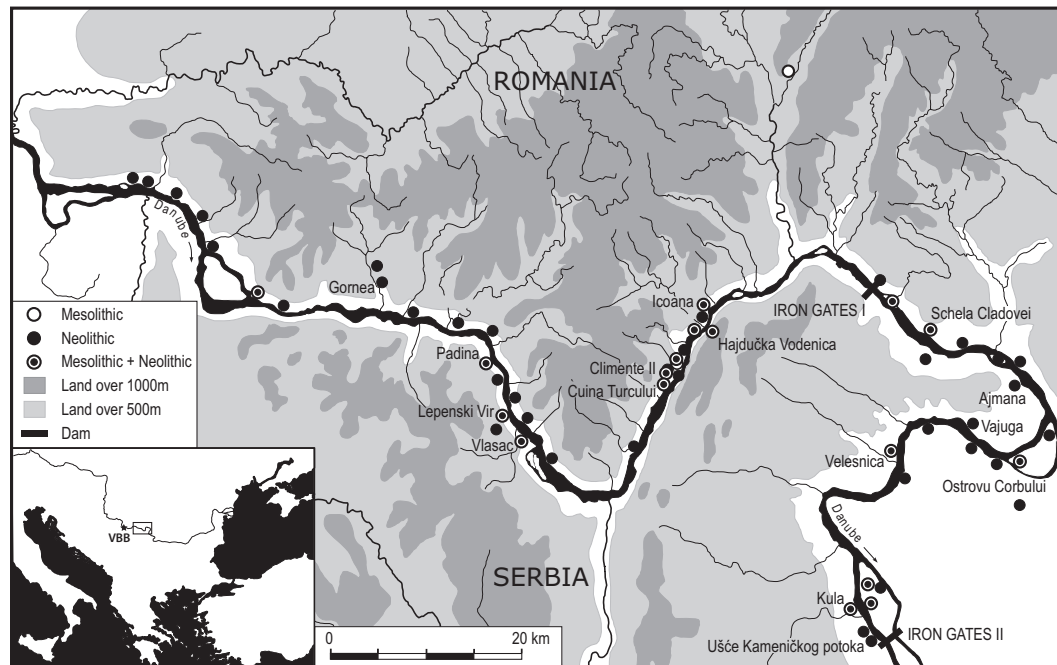 ROMANIA
Danube
Gornea
Icoana
IRON GATES I
Schela Cladovei
Hajdučka Vodenica
Padina
Climente II
Cuina Turcului
Ajmana
Lepenski Vir
Vajuga
Vlasac
Velesnica
Ostrovu Corbului
Danube
SERBIA
Kula
IRON GATES II
Ušće Kameničkog potoka
Mesolithic
Neolithic
Mesolithic + Neolithic
Land over 1000m
Land over 500m
Dam
VBB
0 20 km